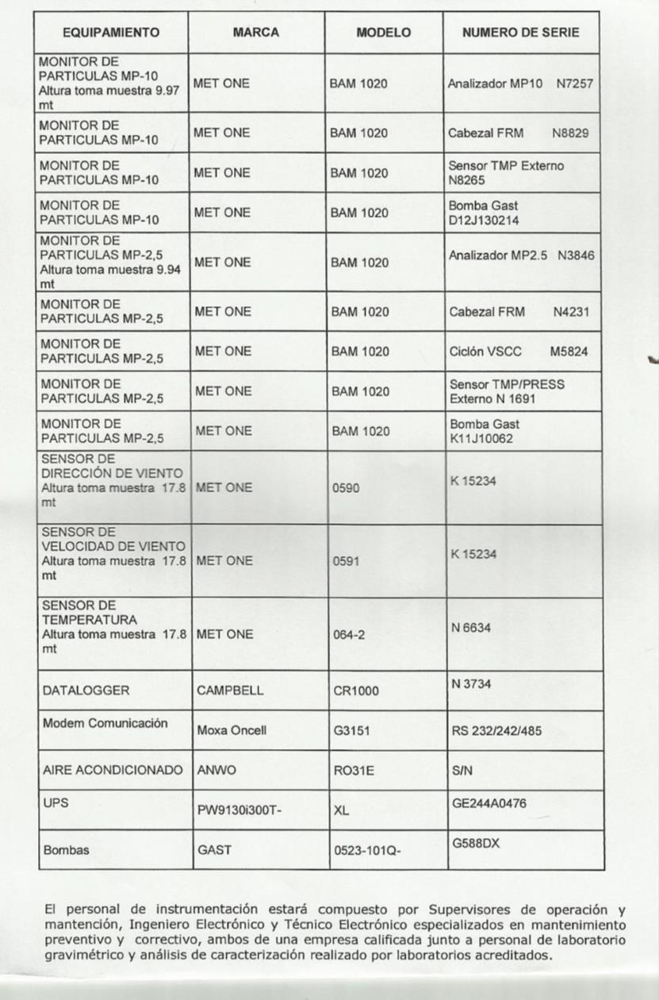 EQUIPAMIENTO MARCA MODELO NUMERO DE SERIE
MONITOR DE
PARTICULAS MP-10
Altura toma muestra 9.97
mt
MET ONE
BAM 1020
Analizador MP10 N7257
MONITOR DE
PARTICULAS MP-10
MET ONE
BAM 1020
Cabezal FRM N8829
MONITOR DE
PARTICULAS MP-10
MET ONE
BAM 1020
Sensor TMP Externo
N8265
MONITOR DE
PARTICULAS MP-10
MET ONE
BAM 1020
Bomba Gast
D12J130214
MONITOR DE
PARTICULAS MP-2,5
Altura toma muestra 9.94
mt
MET ONE
BAM 1020
Analizador MP2.5 N3846
MONITOR DE
PARTICULAS MP-2,5
MET ONE
BAM 1020
Cabezal FRM N4231
MONITOR DE
PARTICULAS MP-2,5
MET ONE
BAM 1020
Ciclón VSCC M5824
MONITOR DE
PARTICULAS MP-2,5
MET ONE
BAM 1020
Sensor TMP/PRESS
Externo N 1691
MONITOR DE
PARTICULAS MP-2,5
MET ONE
BAM 1020
Bomba Gast
K11J10062
SENSOR DE
DIRECCIÓN DE VIENTO
Altura toma muestra 17.8
mt
MET ONE
0590
K 15234
SENSOR DE
VELOCIDAD DE VIENTO
Altura toma muestra 17.8
mt
MET ONE
0591
K 15234
SENSOR DE
TEMPERATURA
Altura toma muestra 17.8
mt
MET ONE
064-2
N 6634
DATALOGGER
CAMPBELL
CR1000
N 3734
Modem Comunicación
Moxa Oncell
G3151
RS 232/242/485
AIRE ACONDICIONADO
ANWO
RO31E
S/N
UPS
PW9130i300T-
XL
GE244A0476
Bombas
GAST
0523-101Q-
G588DX
El personal de instrumentación estará compuesto por Supervisores de operación y
mantención, Ingeniero Electrónico y Técnico Electrónico especializados en mantenimiento
preventivo y correctivo, ambos de una empresa calificada junto a personal de laboratorio
gravimétrico y análisis de caracterización realizado por laboratorios acreditados.